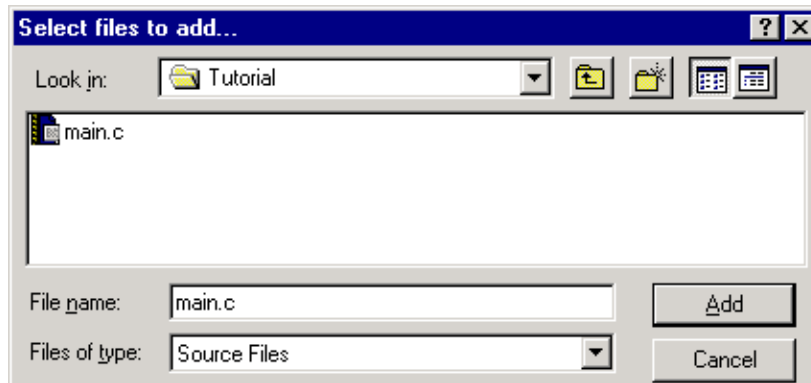 Select files to add...
Look in: Tutorial
main.c
File name: main.c Add
Files of type: Source Files Cancel